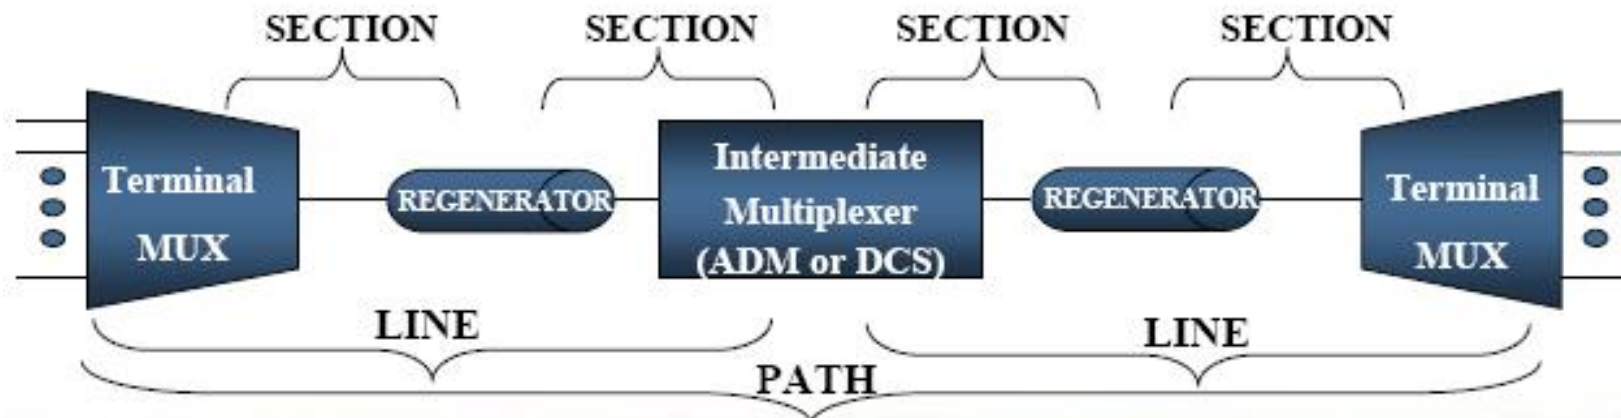 SECTION
SECTION
SECTION
SECTION
Terminal
MUX
REGENERATOR
Intermediate
Multiplexer
(ADM or DCS)
REGENERATOR
Terminal
MUX
LINE
LINE
PATH